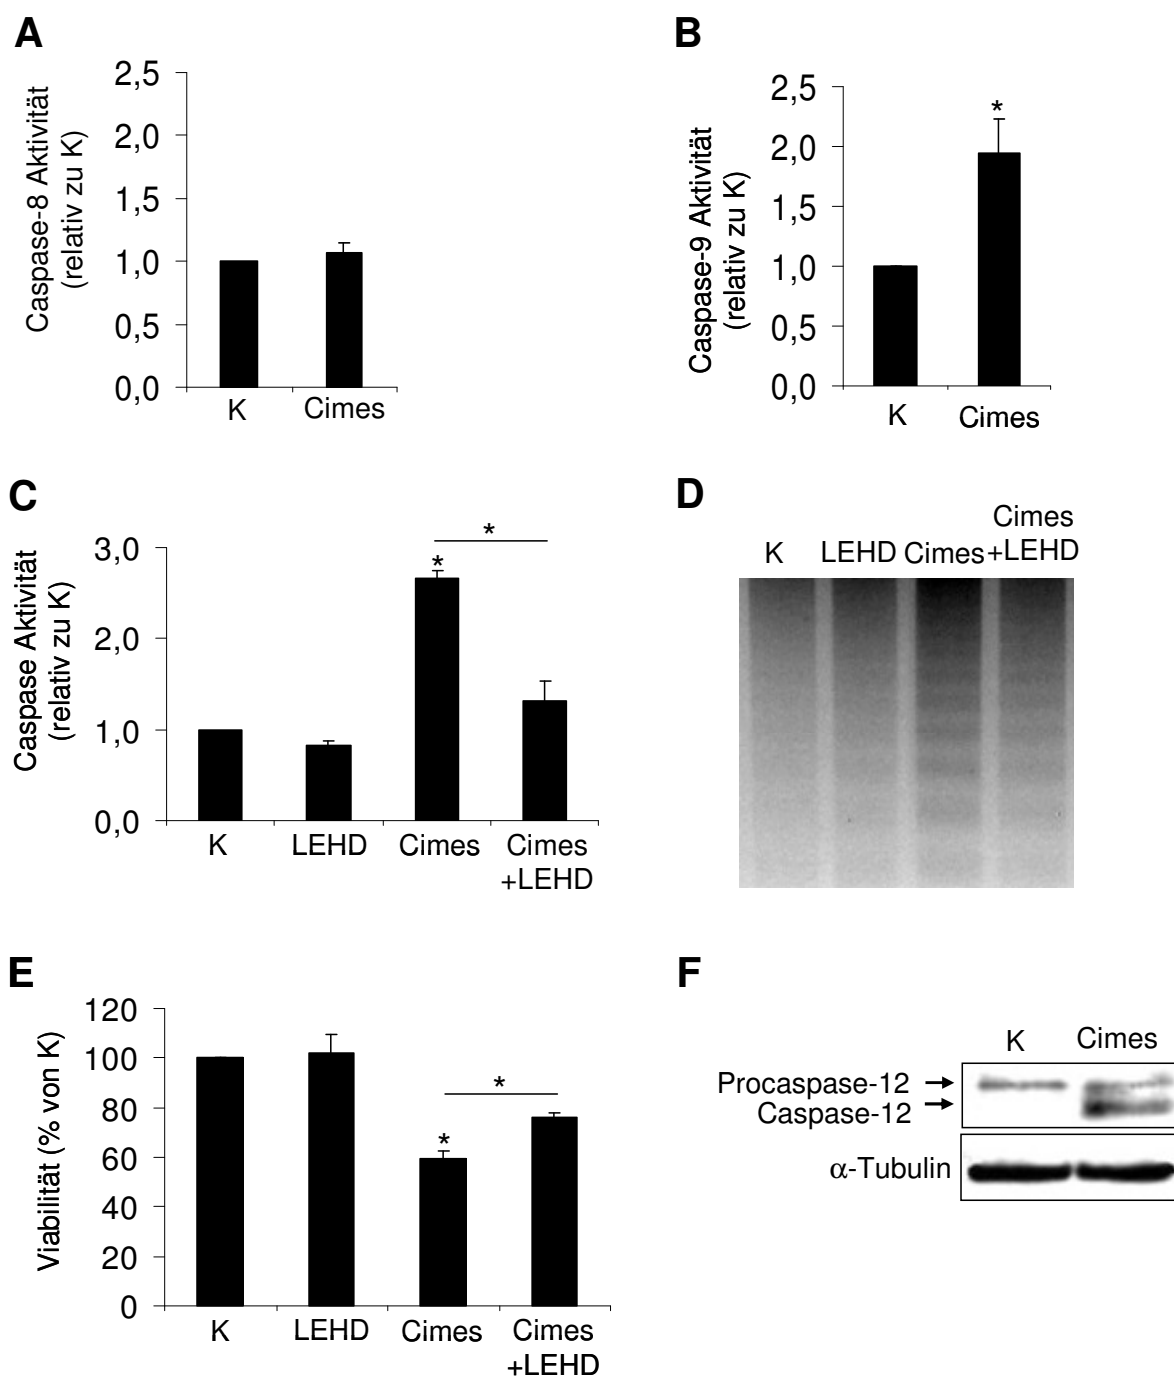 A
Caspase-8 Aktivität
(relativ zu K)
2,5
2,0
1,5
1,0
0,5
0,0
K
Cimes
B
Caspase-9 Aktivität
(relativ zu K)
2,5
2,0
1,5
1,0
0,5
0,0
*
K
Cimes
C
Caspase Aktivität
(relativ zu K)
3,0
2,0
1,0
0,0
*
*
K
LEHD
Cimes
Cimes
+LEHD
D
K
LEHD
Cimes
Cimes
+LEHD
E
Viabilität (% von K)
120
100
80
60
40
20
0
*
*
K
LEHD
Cimes
Cimes
+LEHD
F
K
Cimes
Procaspase-12
Caspase-12
α-Tubulin